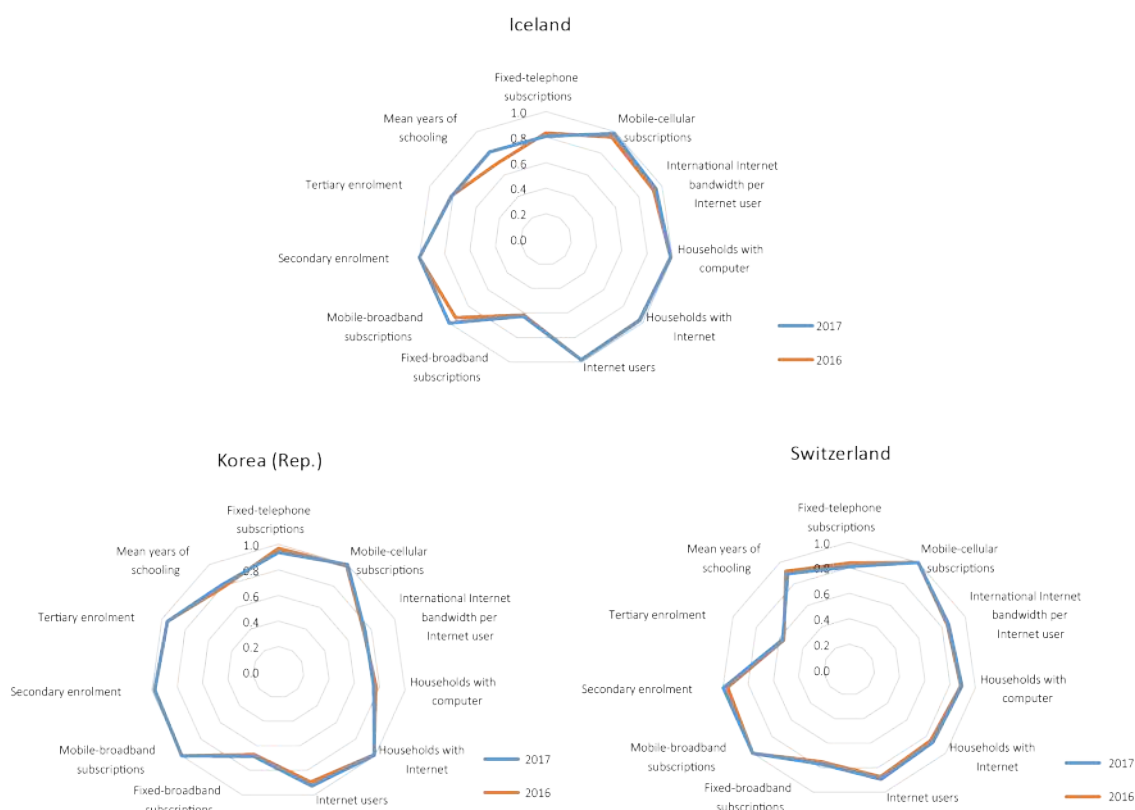 Iceland
Fixed-telephone
subscriptions
Mobile-cellular
subscriptions
International Internet
bandwidth per
Internet user
Households with
computer
Households with
Internet
Internet users
Fixed-broadband
subscriptions
Mobile-broadband
subscriptions
Secondary enrolment
Tertiary enrolment
Mean years of
schooling
1.0
0.8
0.6
0.4
0.2
0.0
2017
2016
Korea (Rep.)
Fixed-telephone
subscriptions
Mobile-cellular
subscriptions
International Internet
bandwidth per
Internet user
Households with
computer
Households with
Internet
Internet users
Fixed-broadband
subscriptions
Mobile-broadband
subscriptions
Secondary enrolment
Tertiary enrolment
Mean years of
schooling
1.0
0.8
0.6
0.4
0.2
0.0
2017
2016
Switzerland
Fixed-telephone
subscriptions
Mobile-cellular
subscriptions
International Internet
bandwidth per
Internet user
Households with
computer
Households with
Internet
Internet users
Fixed-broadband
subscriptions
Mobile-broadband
subscriptions
Secondary enrolment
Tertiary enrolment
Mean years of
schooling
1.0
0.8
0.6
0.4
0.2
0.0
2017
2016